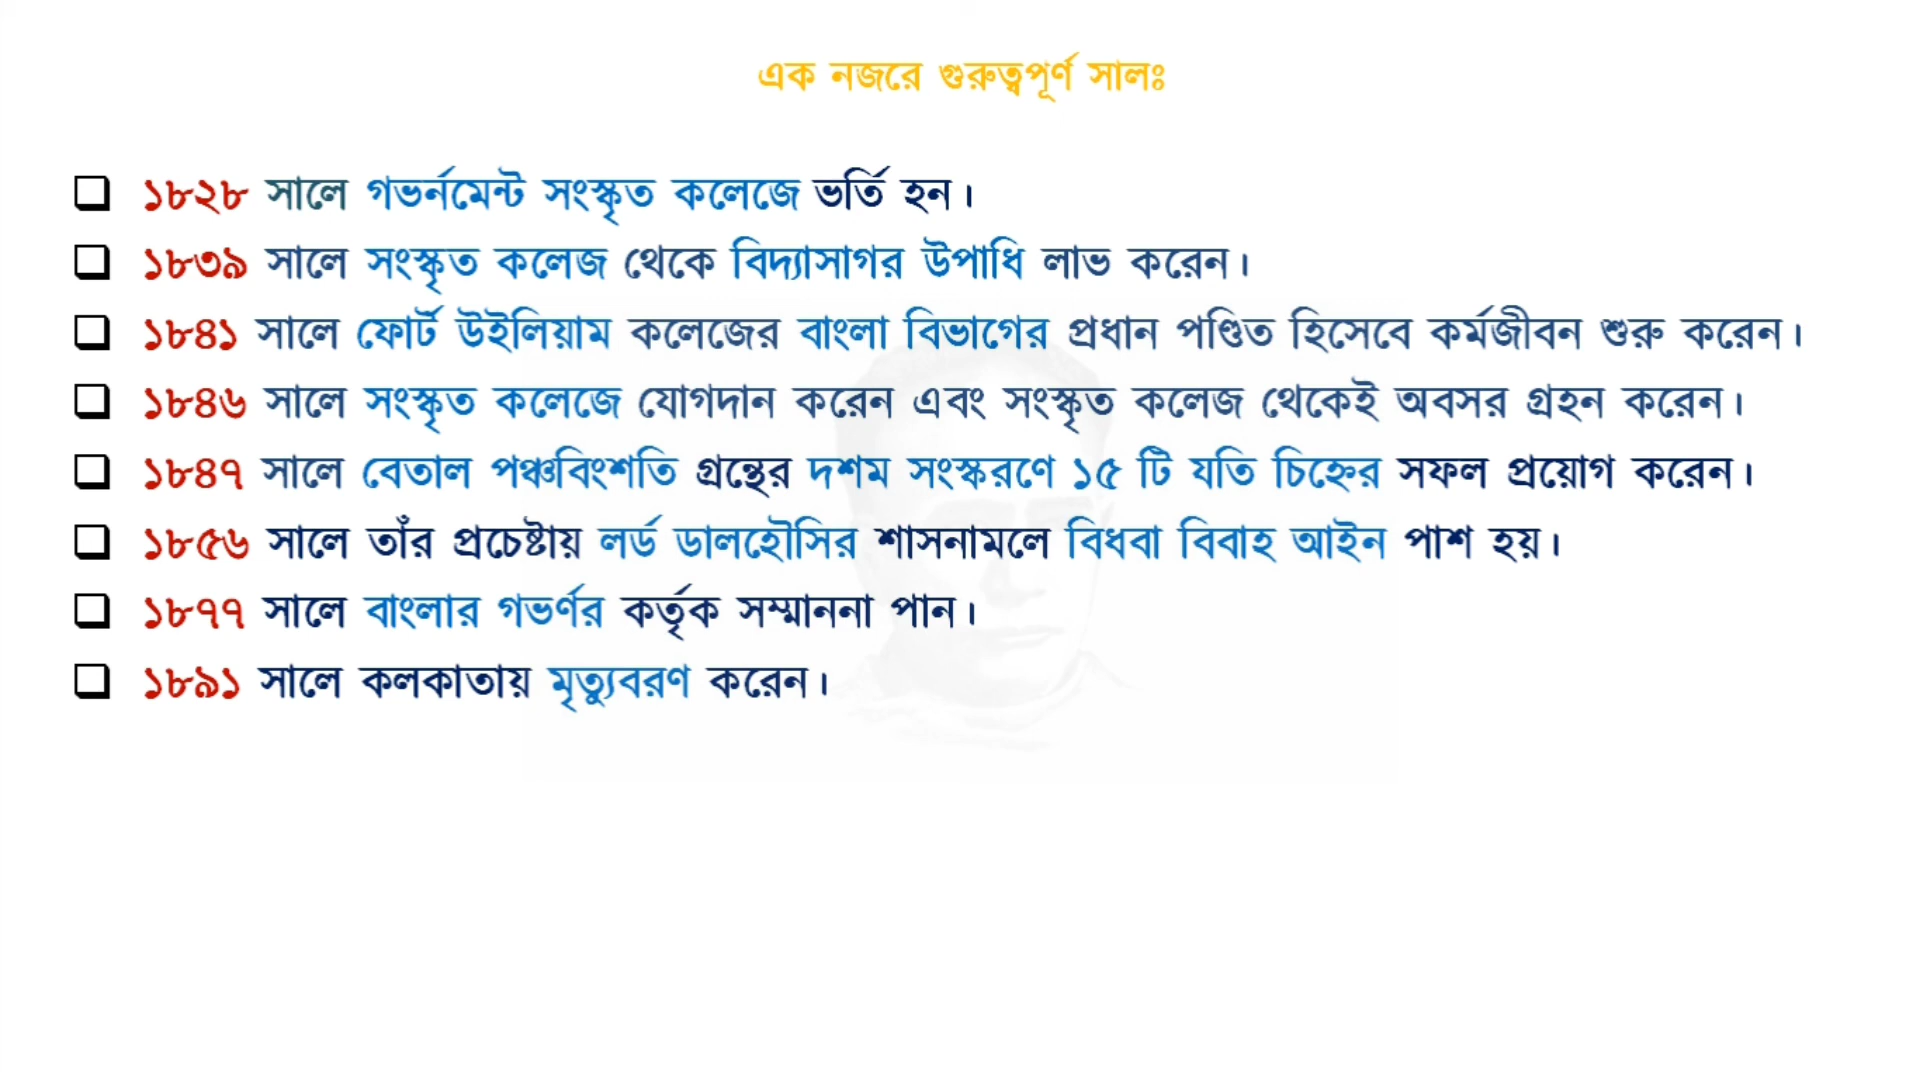 এক নজরে গুরুত্বপূর্ণ সালঃ
১৮২৮ সালে গভর্নমেন্ট সংস্কৃত কলেজে ভর্তি হন।
১৮৩৯ সালে সংস্কৃত কলেজ থেকে বিদ্যাসাগর উপাধি লাভ করেন।
১৮৪১ সালে ফোর্ট উইলিয়াম কলেজের বাংলা বিভাগের প্রধান পণ্ডিত হিসেবে কর্মজীবন শুরু করেন।
১৮৪৬ সালে সংস্কৃত কলেজে যোগদান করেন এবং সংস্কৃত কলেজ থেকেই অবসর গ্রহন করেন।
১৮৪৭ সালে বেতাল পঞ্চবিংশতি গ্রন্থের দশম সংস্করণে ১৫ টি যতি চিহ্নের সফল প্রয়োগ করেন।
১৮৫৬ সালে তাঁর প্রচেষ্টায় লর্ড ডালহৌসির শাসনামলে বিধবা বিবাহ আইন পাশ হয়।
১৮৭৭ সালে বাংলার গভর্ণর কর্তৃক সম্মাননা পান।
১৮৯১ সালে কলকাতায় মৃত্যুবরণ করেন।